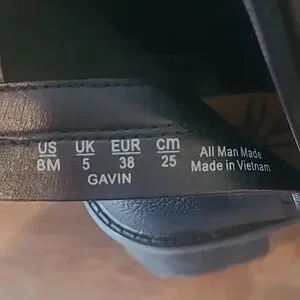 US UK EUR cm
8M 5 38 25
GAVIN
All Man Made
Made in Vietnam